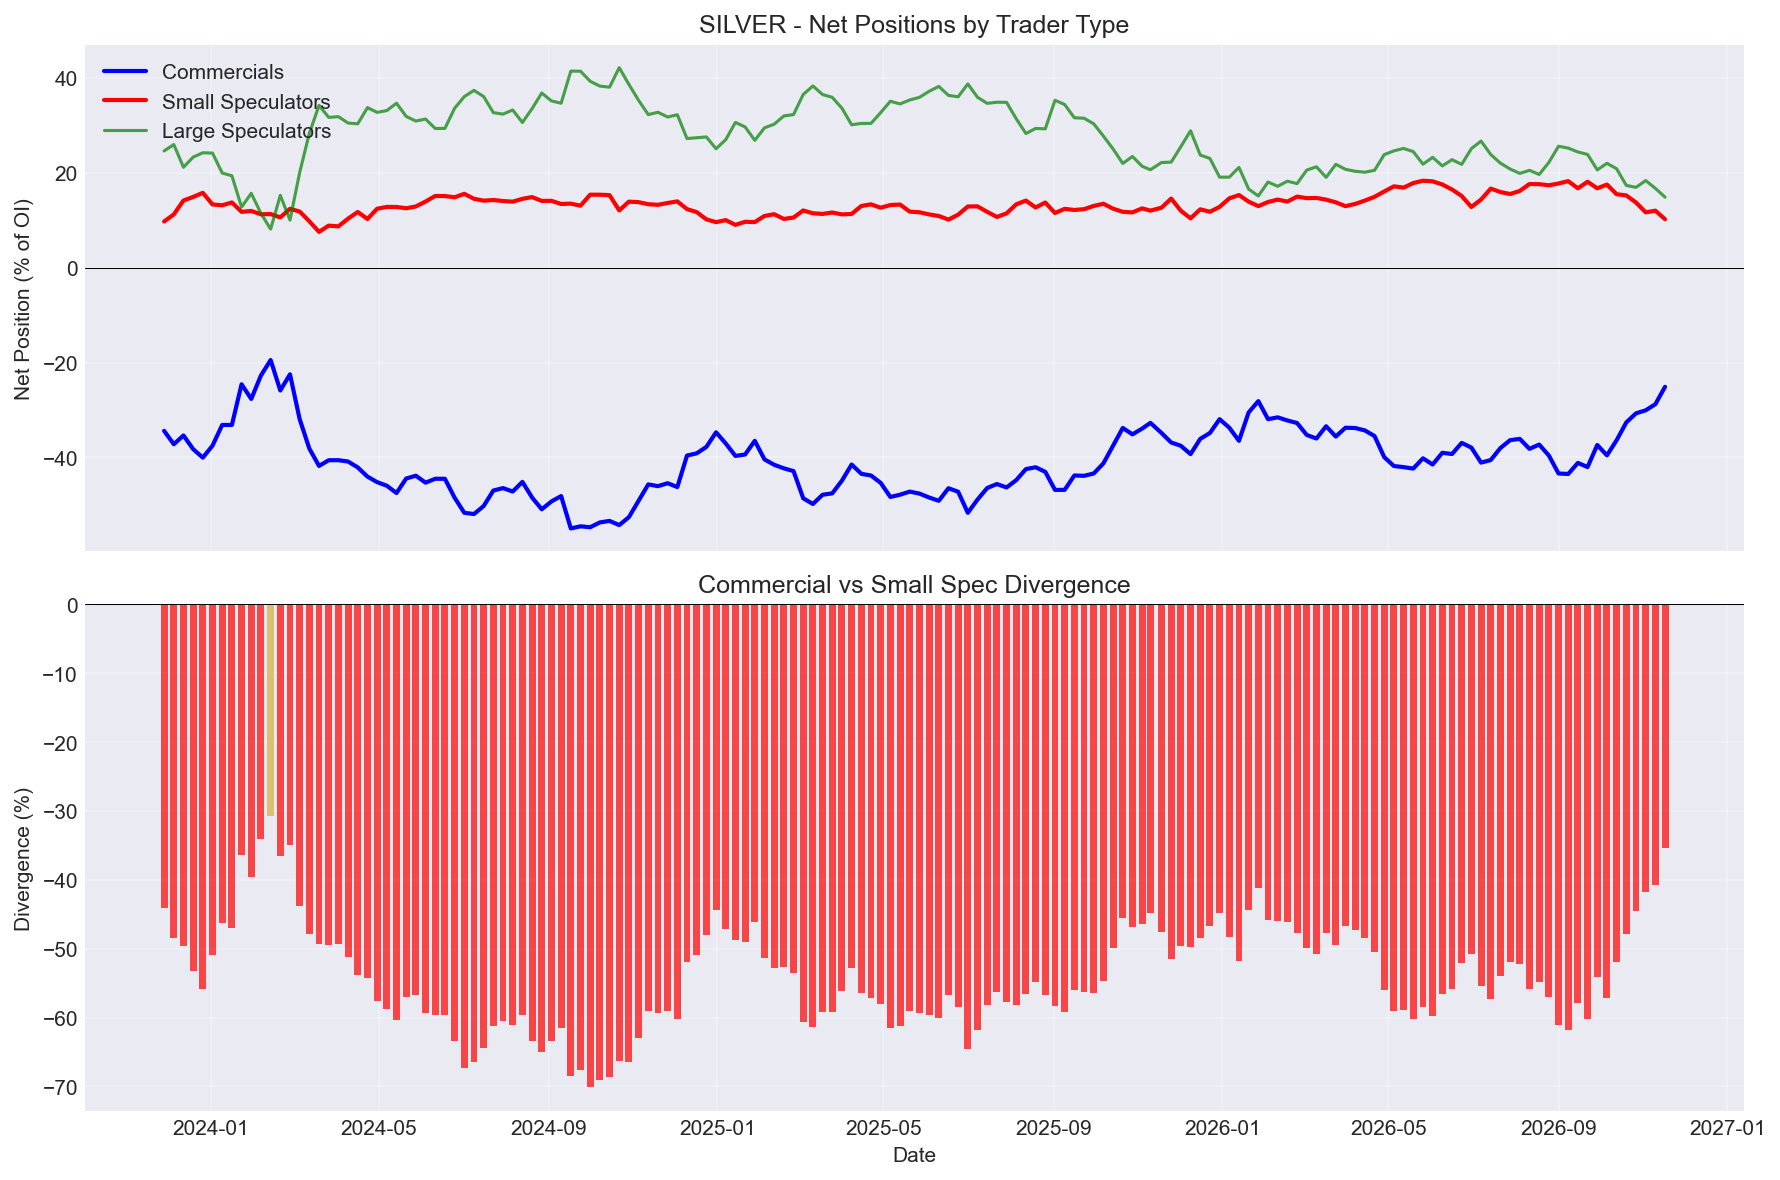 SILVER - Net Positions by Trader Type
Commercials
Small Speculators
Large Speculators
Net Position (% of OI)
40
20
0
−20
−40
Commercial vs Small Spec Divergence
Divergence (%)
0
−10
−20
−30
−40
−50
−60
−70
2024-01 2024-05 2024-09 2025-01 2025-05 2025-09 2026-01 2026-05 2026-09 2027-01
Date